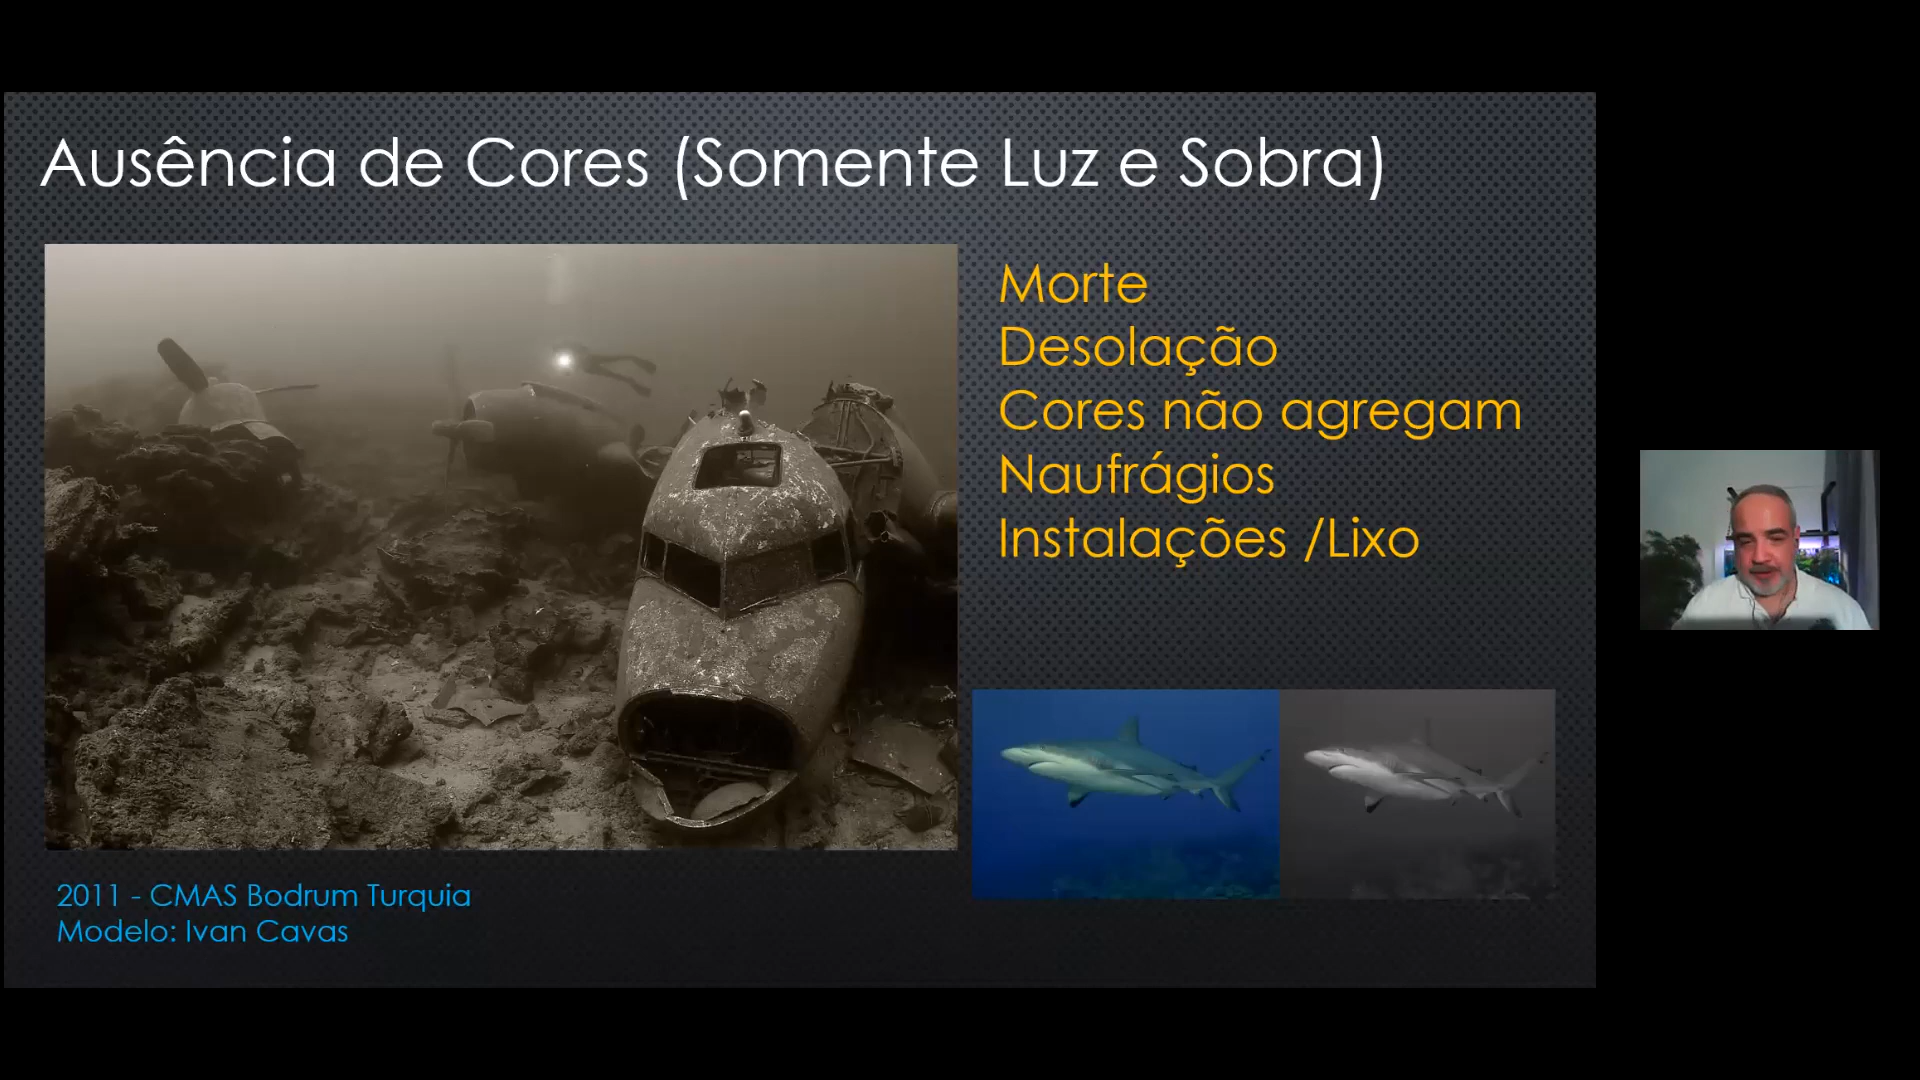 Ausência de Cores (Somente Luz e Sobra)
Morte
Desolação
Cores não agregam
Naufrágios
Instalações /Lixo
2011 - CMAS Bodrum Turquia
Modelo: Ivan Cavas